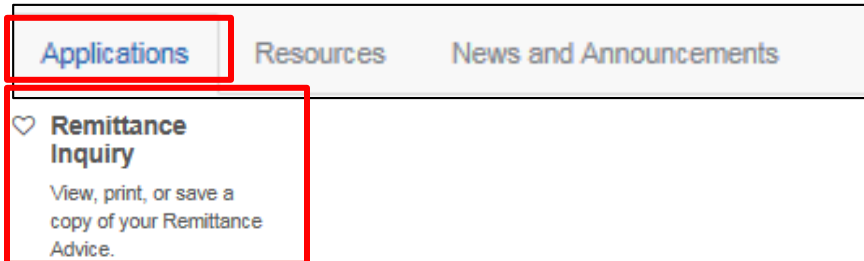 Applications Resources News and Announcements
Remittance
Inquiry
View, print, or save a
copy of your Remittance
Advice.